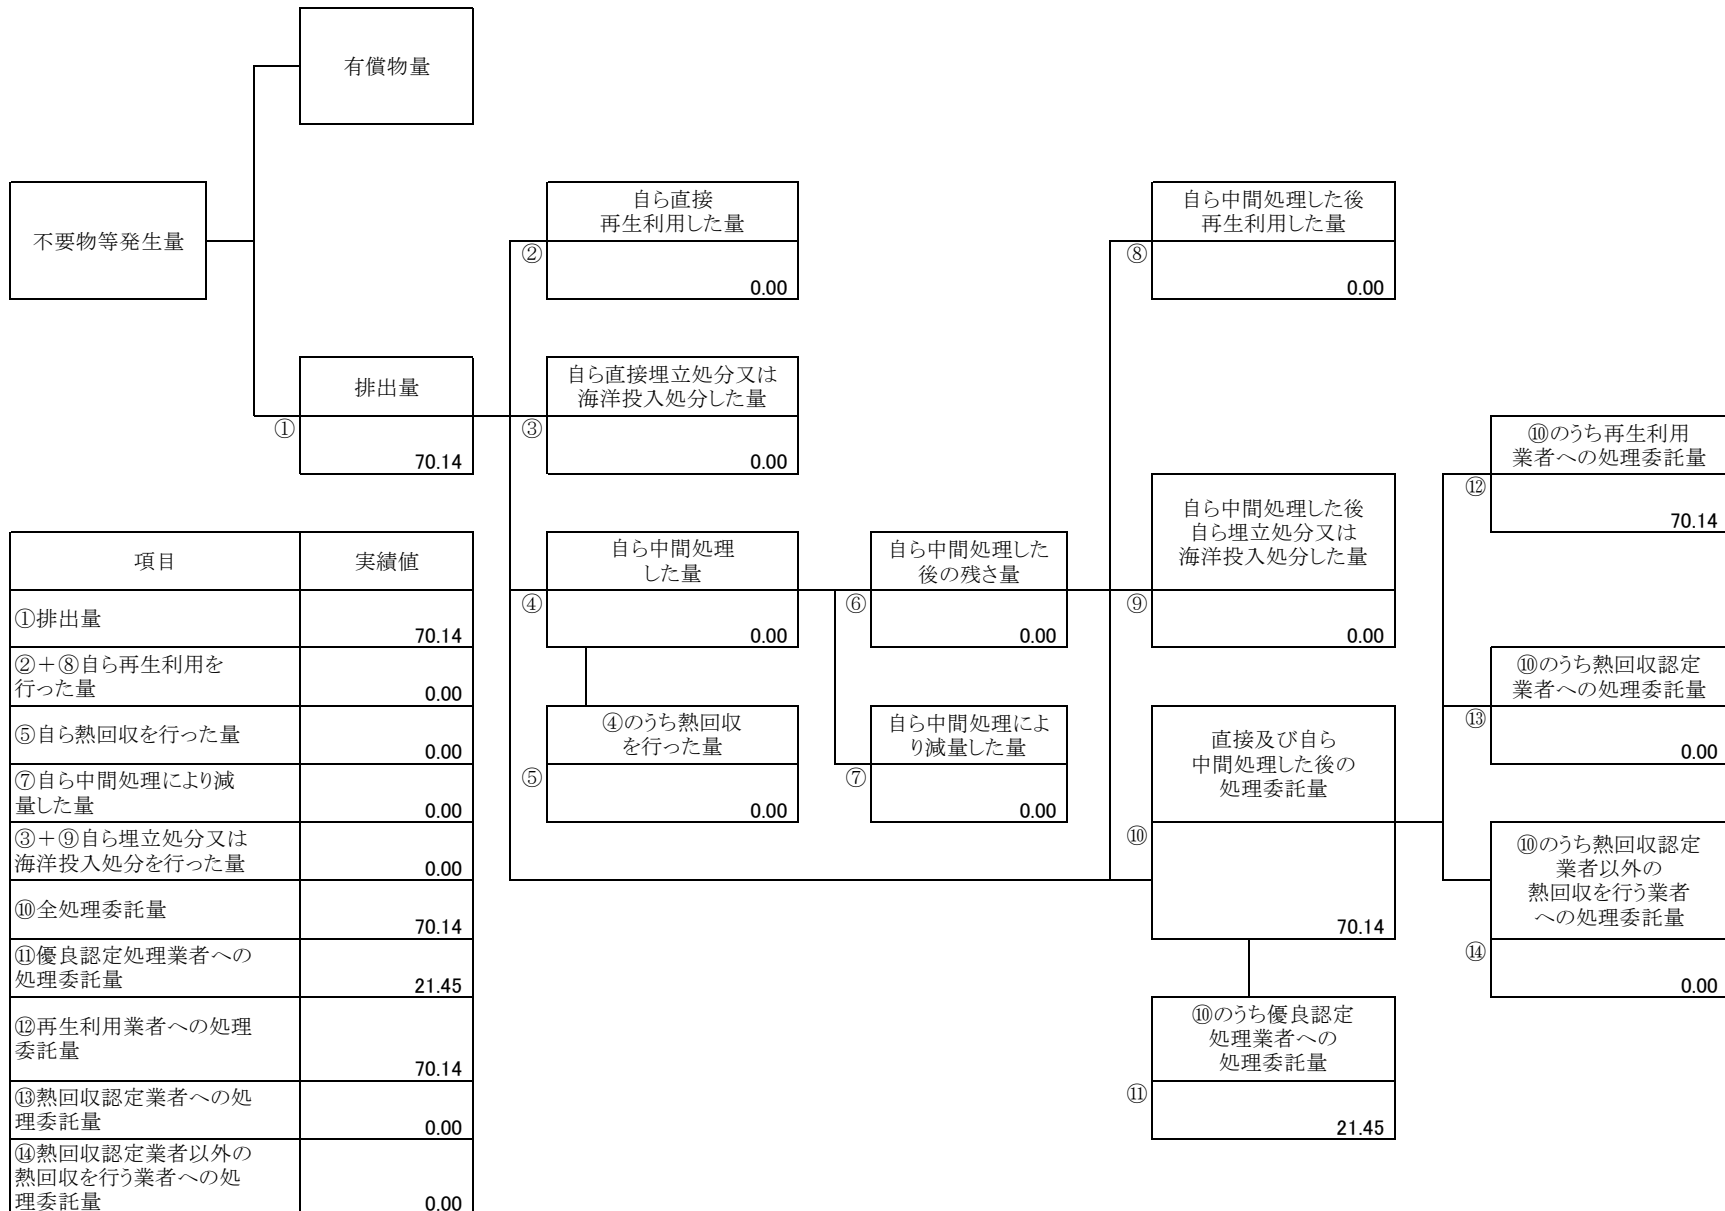 有償物量
不要物等発生量
自ら直接
再生利用した量
②
0.00
自ら中間処理した後
再生利用した量
⑧
0.00
排出量
①
70.14
自ら直接埋立処分又は
海洋投入処分した量
③
0.00
⑩のうち再生利用
業者への処理委託量
⑫
70.14
自ら中間処理
した量
④
0.00
自ら中間処理した
後の残さ量
⑥
0.00
自ら中間処理した後
自ら埋立処分又は
海洋投入処分した量
⑨
0.00
⑩のうち熱回収認定
業者への処理委託量
⑬
0.00
④のうち熱回収
を行った量
⑤
0.00
自ら中間処理によ
り減量した量
⑦
0.00
直接及び自ら
中間処理した後の
処理委託量
⑩
70.14
⑩のうち熱回収認定
業者以外の
熱回収を行う業者
への処理委託量
⑭
0.00
⑩のうち優良認定
処理業者への
処理委託量
⑪
21.45
項目 実績値
①排出量
70.14
②+⑧自ら再生利用を
行った量
0.00
⑤自ら熱回収を行った量
0.00
⑦自ら中間処理により減
量した量
0.00
③+⑨自ら埋立処分又は
海洋投入処分を行った量
0.00
⑩全処理委託量
70.14
⑪優良認定処理業者への
処理委託量
21.45
⑫再生利用業者への処理
委託量
70.14
⑬熱回収認定業者への処
理委託量
0.00
⑭熱回収認定業者以外の
熱回収を行う業者への処
理委託量
0.00